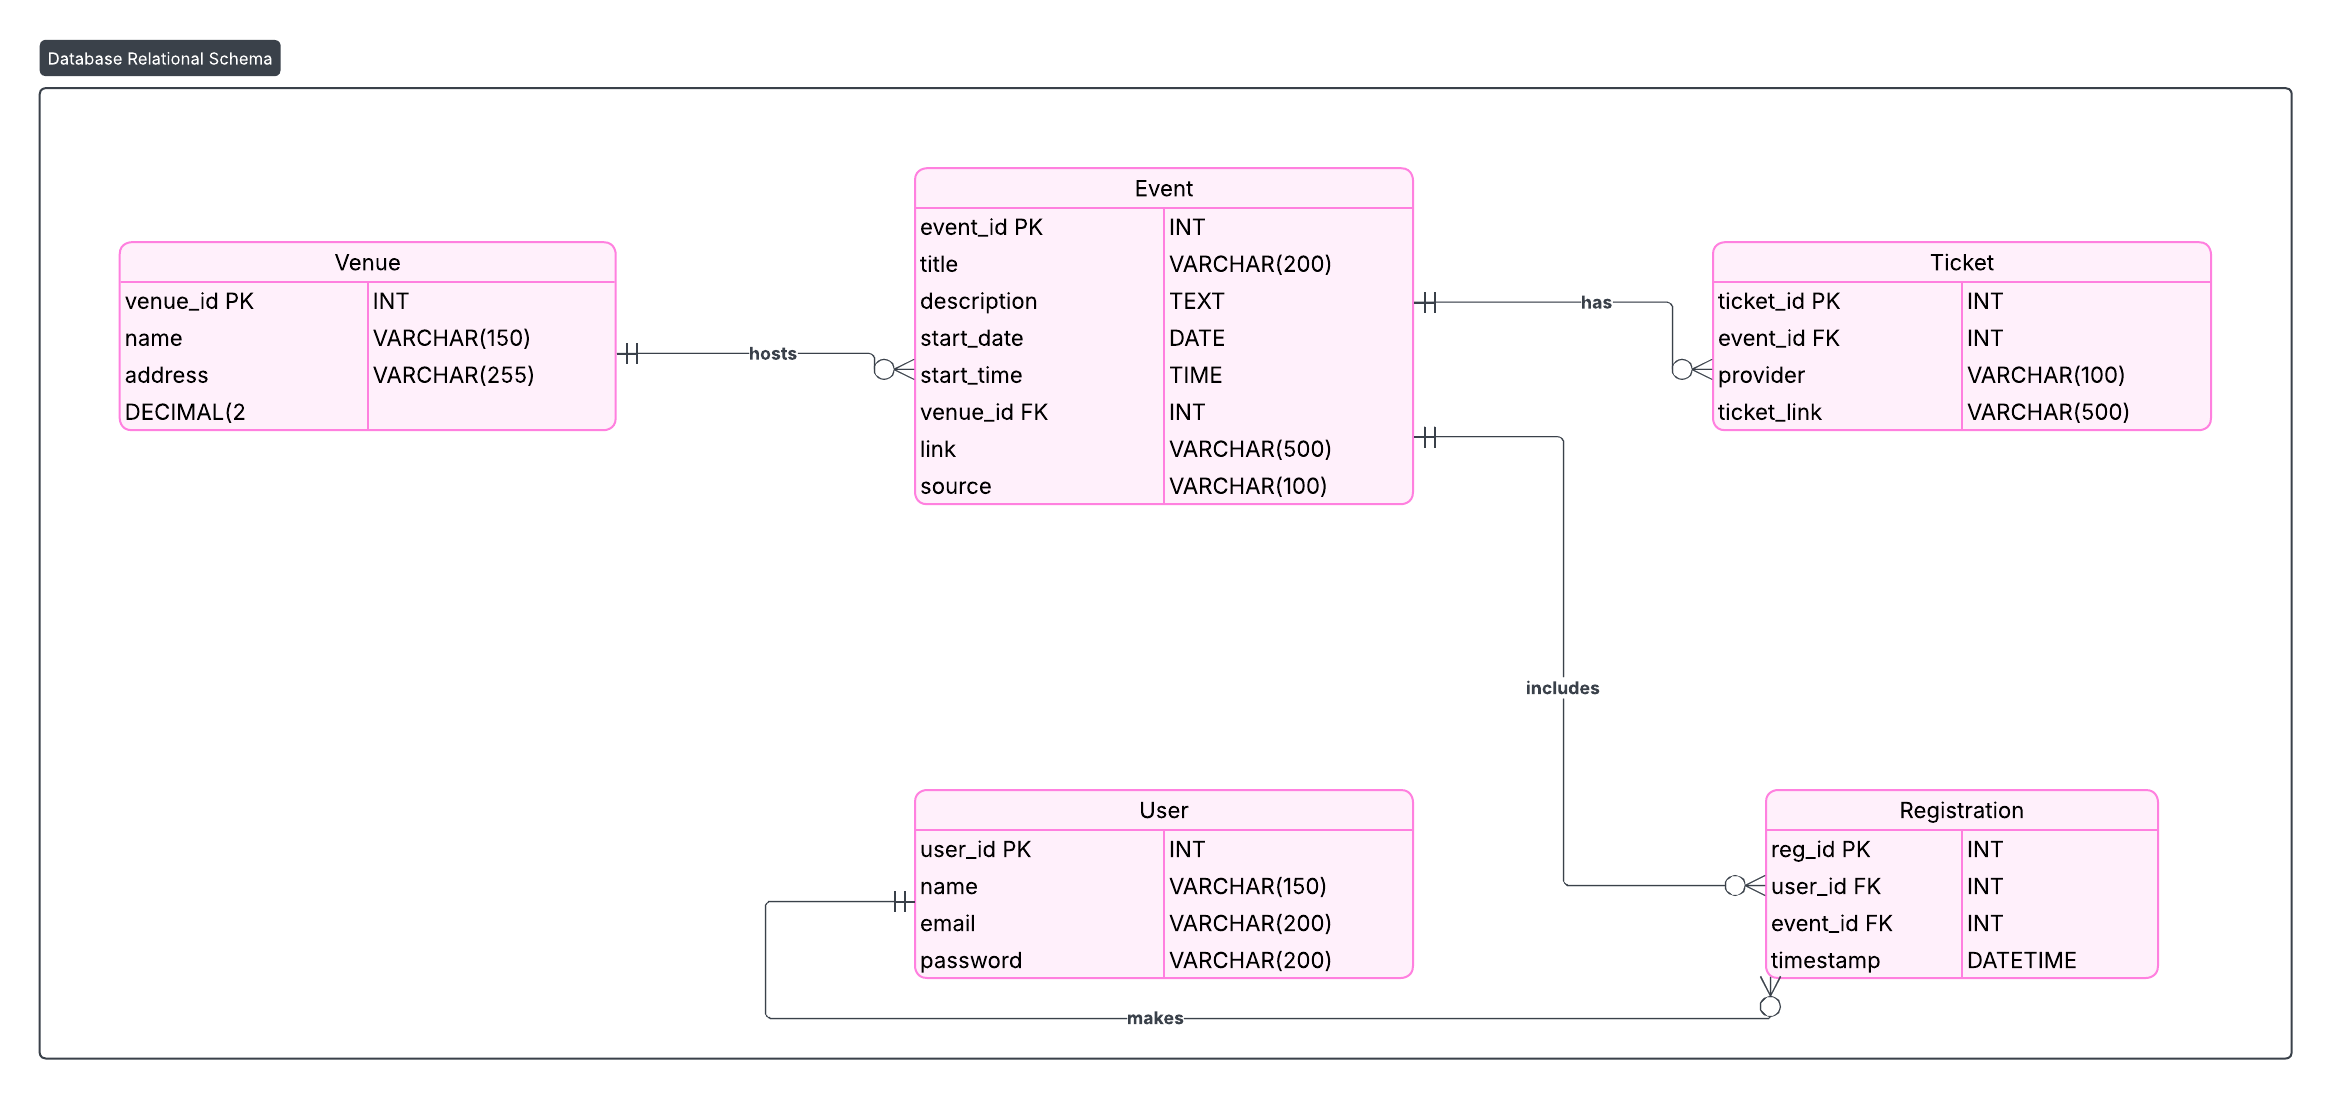 Database Relational Schema
Event
event_id PK INT
title VARCHAR(200)
description TEXT
start_date DATE
start_time TIME
venue_id FK INT
link VARCHAR(500)
source VARCHAR(100)
Venue
venue_id PK INT
name VARCHAR(150)
address VARCHAR(255)
DECIMAL(2
hosts
has
Ticket
ticket_id PK INT
event_id FK INT
provider VARCHAR(100)
ticket_link VARCHAR(500)
includes
User
user_id PK INT
name VARCHAR(150)
email VARCHAR(200)
password VARCHAR(200)
Registration
reg_id PK INT
user_id FK INT
event_id FK INT
timestamp DATETIME
makes